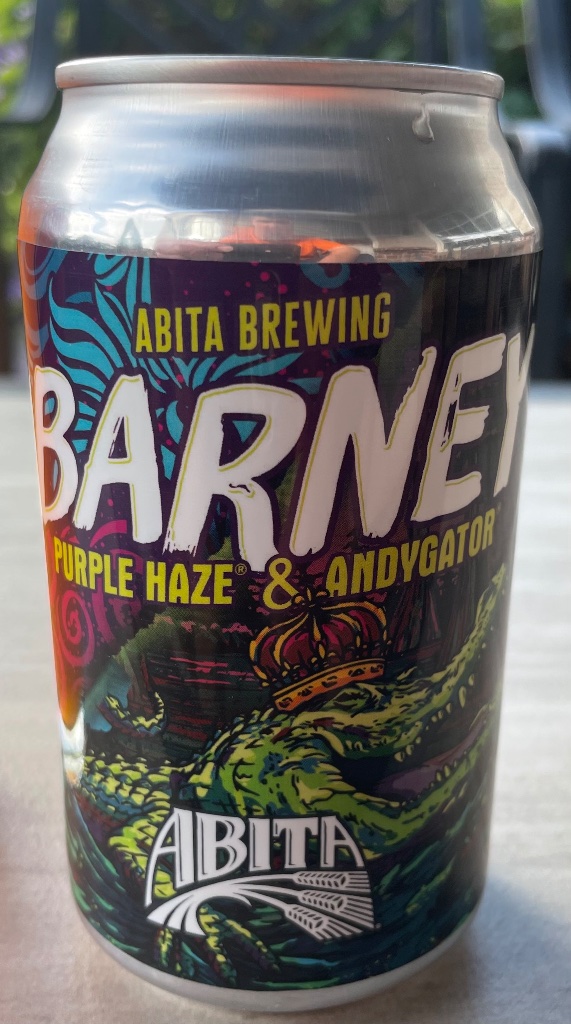 ABITA BREWING
BARNEY
PURPLE HAZE® & ANDYGATOR
ABITA